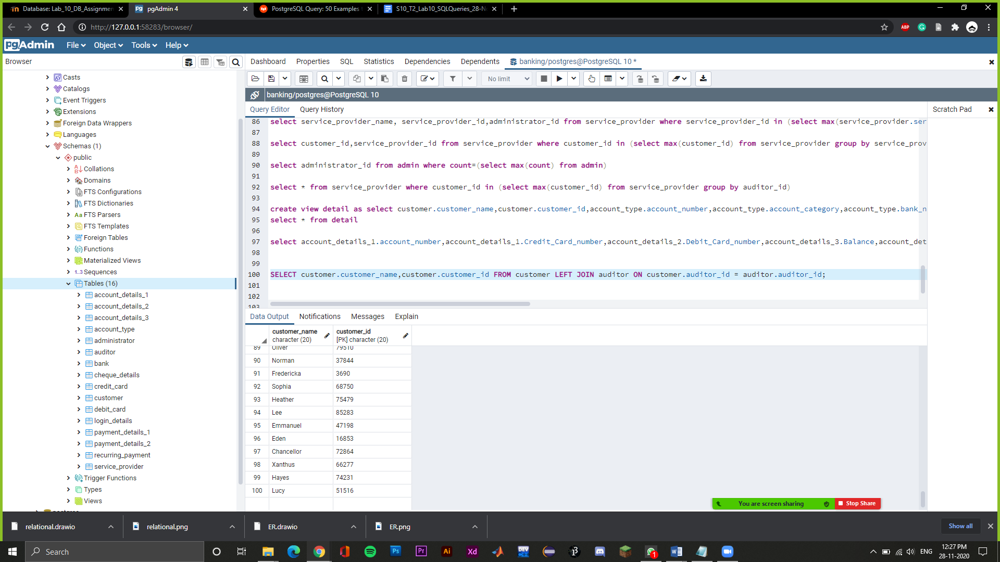 Database: Lab_10_DB_Assignmen
pgAdmin 4
PostgreSQL Query: 50 Examples
S10_T2_Lab10_SQLQueries_28-N
http://127.0.0.1:58283/browser/
ABP
pgAdmin
File Object Tools Help
Browser
Dashboard Properties SQL Statistics Dependencies Dependents banking/postgres@PostgreSQL 10 *
No limit
banking/postgres@PostgreSQL 10
Query Editor Query History
Scratch Pad
Casts
Catalogs
Event Triggers
Extensions
Foreign Data Wrappers
Languages
Schemas (1)
public
Collations
Domains
FTS Configurations
FTS Dictionaries
Aa FTS Parsers
FTS Templates
Foreign Tables
Functions
Materialized Views
1..3 Sequences
Tables (16)
account_details_1
account_details_2
account_details_3
account_type
administrator
auditor
bank
cheque_details
credit_card
customer
debit_card
login_details
payment_details_1
payment_details_2
recurring_payment
service_provider
Trigger Functions
Types
Views
86 select service_provider_name, service_provider_id,administrator_id from service_provider where service_provider_id in (select max(service_provider.ser
87
88 select customer_id,service_provider_id from service_provider where customer_id in (select max(customer_id) from service_provider group by service_prov
89
90 select administrator_id from admin where count=(select max(count) from admin)
91
92 select * from service_provider where customer_id in (select max(customer_id) from service_provider group by auditor_id)
93
94 create view detail as select customer.customer_name,customer.customer_id,account_type.account_number,account_type.account_category,account_type.bank_n
95 select * from detail
96
97 select account_details_1.account_number,account_details_1.Credit_Card_number,account_details_2.Debit_Card_number,account_details_3.Balance,account_det
98
99
100 SELECT customer.customer_name,customer.customer_id FROM customer LEFT JOIN auditor ON customer.auditor_id = auditor.auditor_id;
101
102
103
Data Output Notifications Messages Explain
customer_name customer_id
character (20) [PK] character (20)
89 Oliver 79510
90 Norman 37844
91 Fredericka 3690
92 Sophia 68750
93 Heather 75479
94 Lee 85283
95 Emmanuel 47198
96 Eden 16853
97 Chancellor 72864
98 Xanthus 66277
99 Hayes 74231
100 Lucy 51516
You are screen sharing Stop Share
relational.drawio
relational.png
ER.drawio
ER.png
Show all
Search
Ps Pr Ai Xd DEV
1
ENG
12:27 PM
28-11-2020